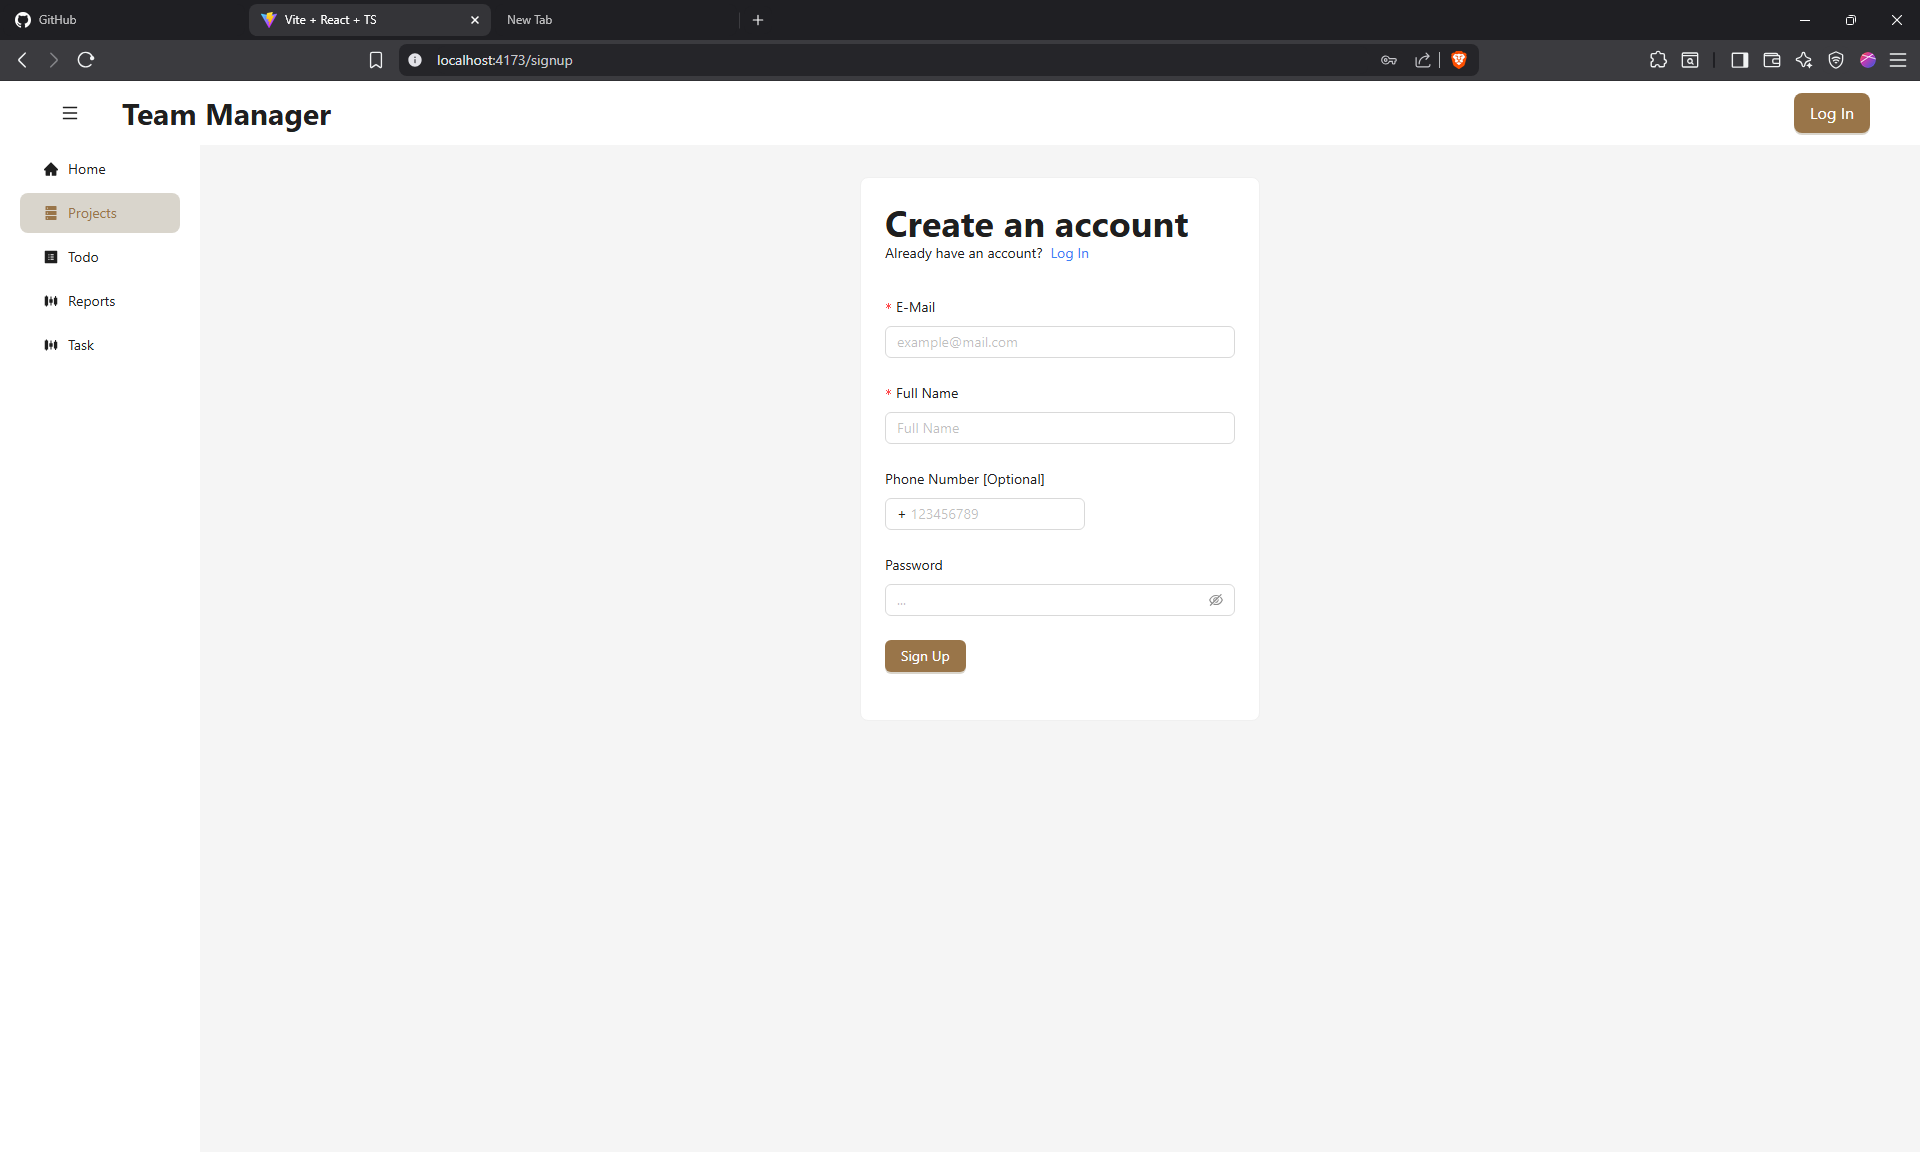 GitHub
Vite + React + TS
New Tab
localhost:4173/signup
Team Manager
Log In
Home
Projects
Todo
Reports
Task
Create an account
Already have an account? Log In
* E-Mail
example@mail.com
* Full Name
Full Name
Phone Number [Optional]
+ 123456789
Password
...
Sign Up